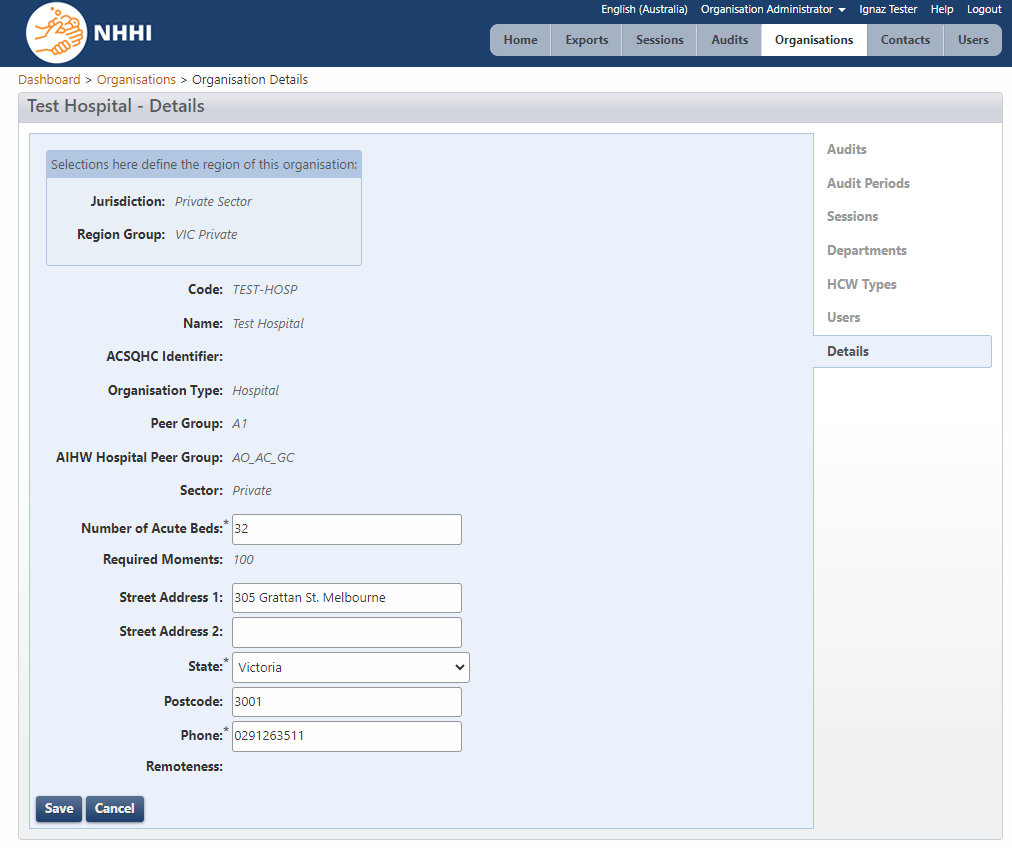 English (Australia) Organisation Administrator Ignaz Tester Help Logout
NHHI
Home Exports Sessions Audits Organisations Contacts Users
Dashboard > Organisations > Organisation Details
Test Hospital - Details
Selections here define the region of this organisation:
Jurisdiction: Private Sector
Region Group: VIC Private
Code: TEST-HOSP
Name: Test Hospital
ACSQHC Identifier:
Organisation Type: Hospital
Peer Group: A1
AIHW Hospital Peer Group: AO_AC_GC
Sector: Private
Number of Acute Beds:* 32
Required Moments: 100
Street Address 1: 305 Grattan St. Melbourne
Street Address 2:
State:* Victoria
Postcode: 3001
Phone:* 0291263511
Remoteness:
Save Cancel
Audits
Audit Periods
Sessions
Departments
HCW Types
Users
Details